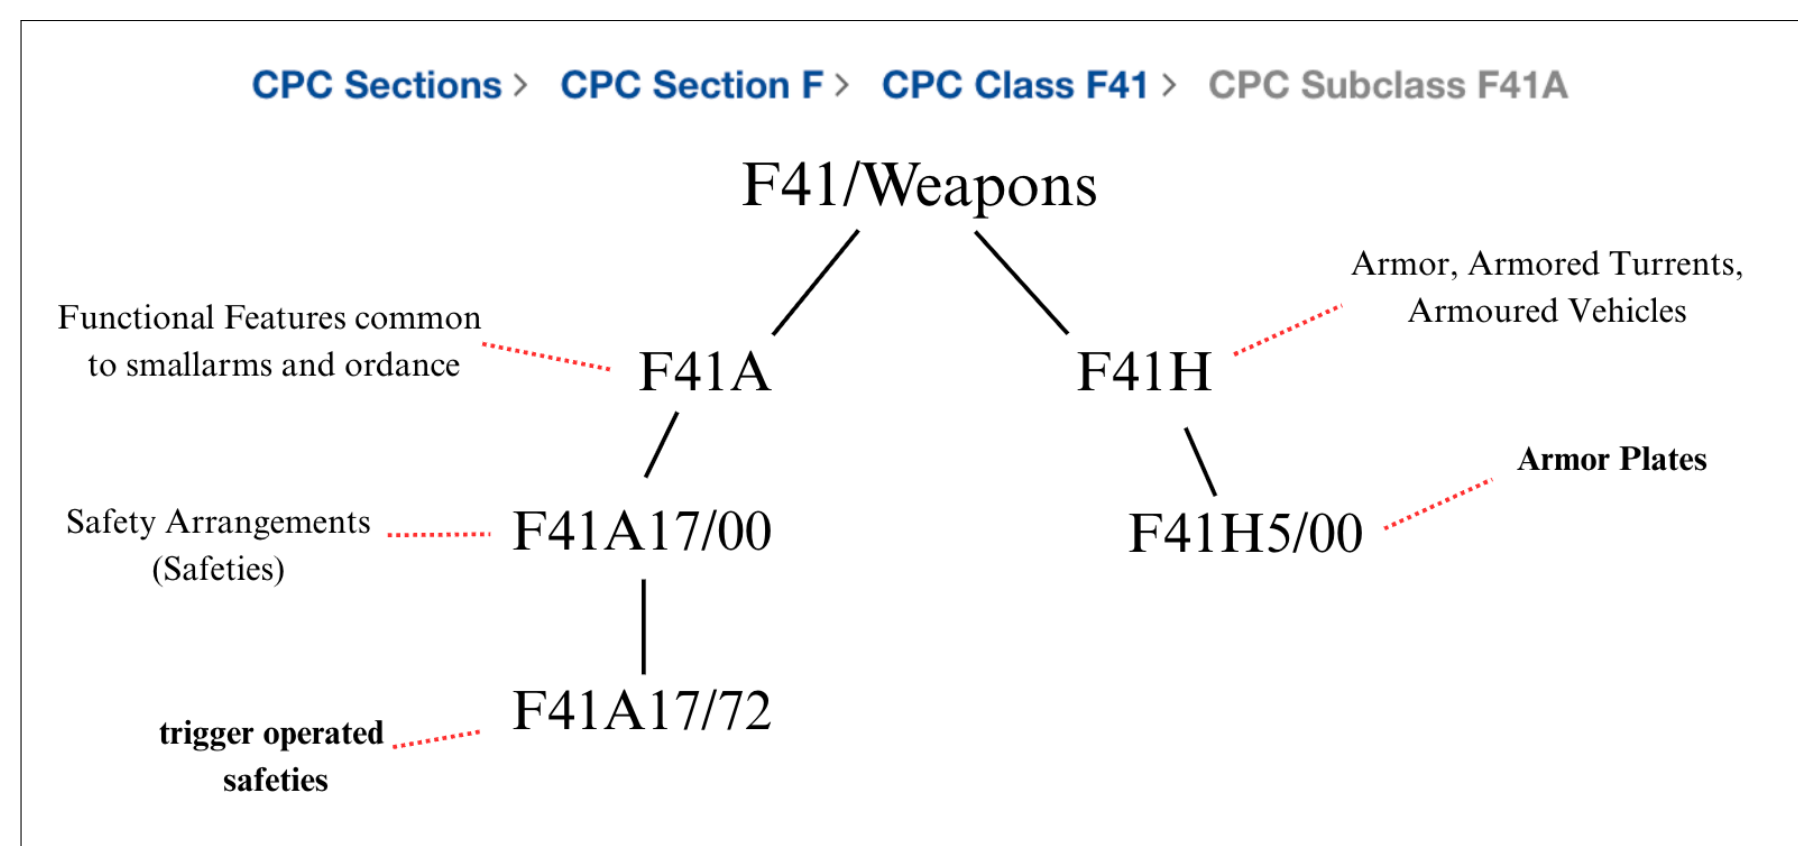 CPC Sections > CPC Section F > CPC Class F41 > CPC Subclass F41A
F41/Weapons
Armor, Armored Turrents,
Armoured Vehicles
Functional Features common
to smallarms and ordance
F41A
F41H
Armor Plates
Safety Arrangements
(Safeties)
F41A17/00
F41H5/00
F41A17/72
trigger operated
safeties